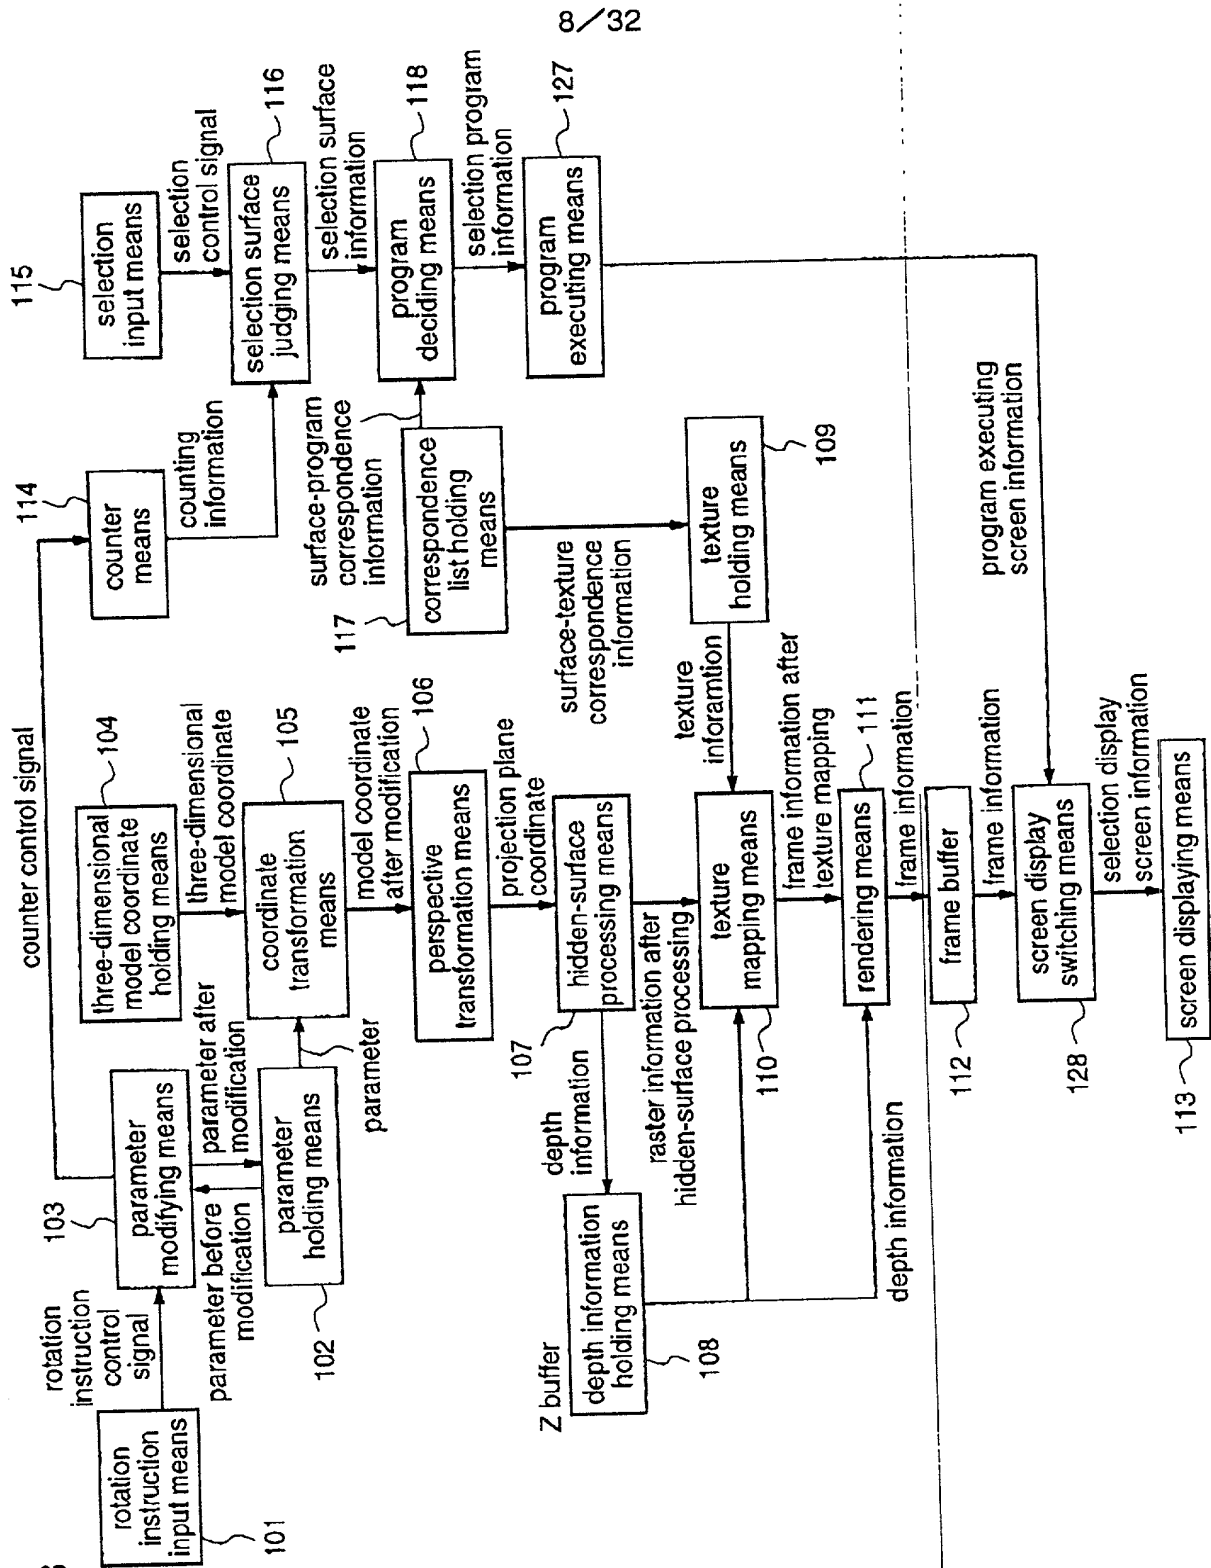 8/32
115
selection
input means
selection
control signal
116
selection surface
judging means
selection surface
information
118
program
deciding means
selection program
information
127
program
executing means
114
counter
means
counting
information
surface-program
correspondence
information
117
correspondence
list holding
means
surface-texture
correspondence
information
109
texture
holding means
texture
inforamtion
program executing
screen information
counter control signal
104
three-dimensional
model coordinate
holding means
three-dimensional
model coordinate
105
coordinate
transformation
means
model coordinate
after modification
106
perspective
transformation means
projection plane
coordinate
107
hidden-surface
processing means
raster information after
hidden-surface processing
110
texture
mapping means
frame information after
texture mapping
111
rendering means
frame information
112
frame buffer
frame information
128
screen display
switching means
selection display
screen information
113
screen displaying means
103
parameter
modifying means
parameter after
modification
parameter before
modification
102
parameter
holding means
parameter
depth
information
Z buffer
depth information
holding means
108
depth information
rotation
instruction
control
signal
rotation
instruction
input means
101